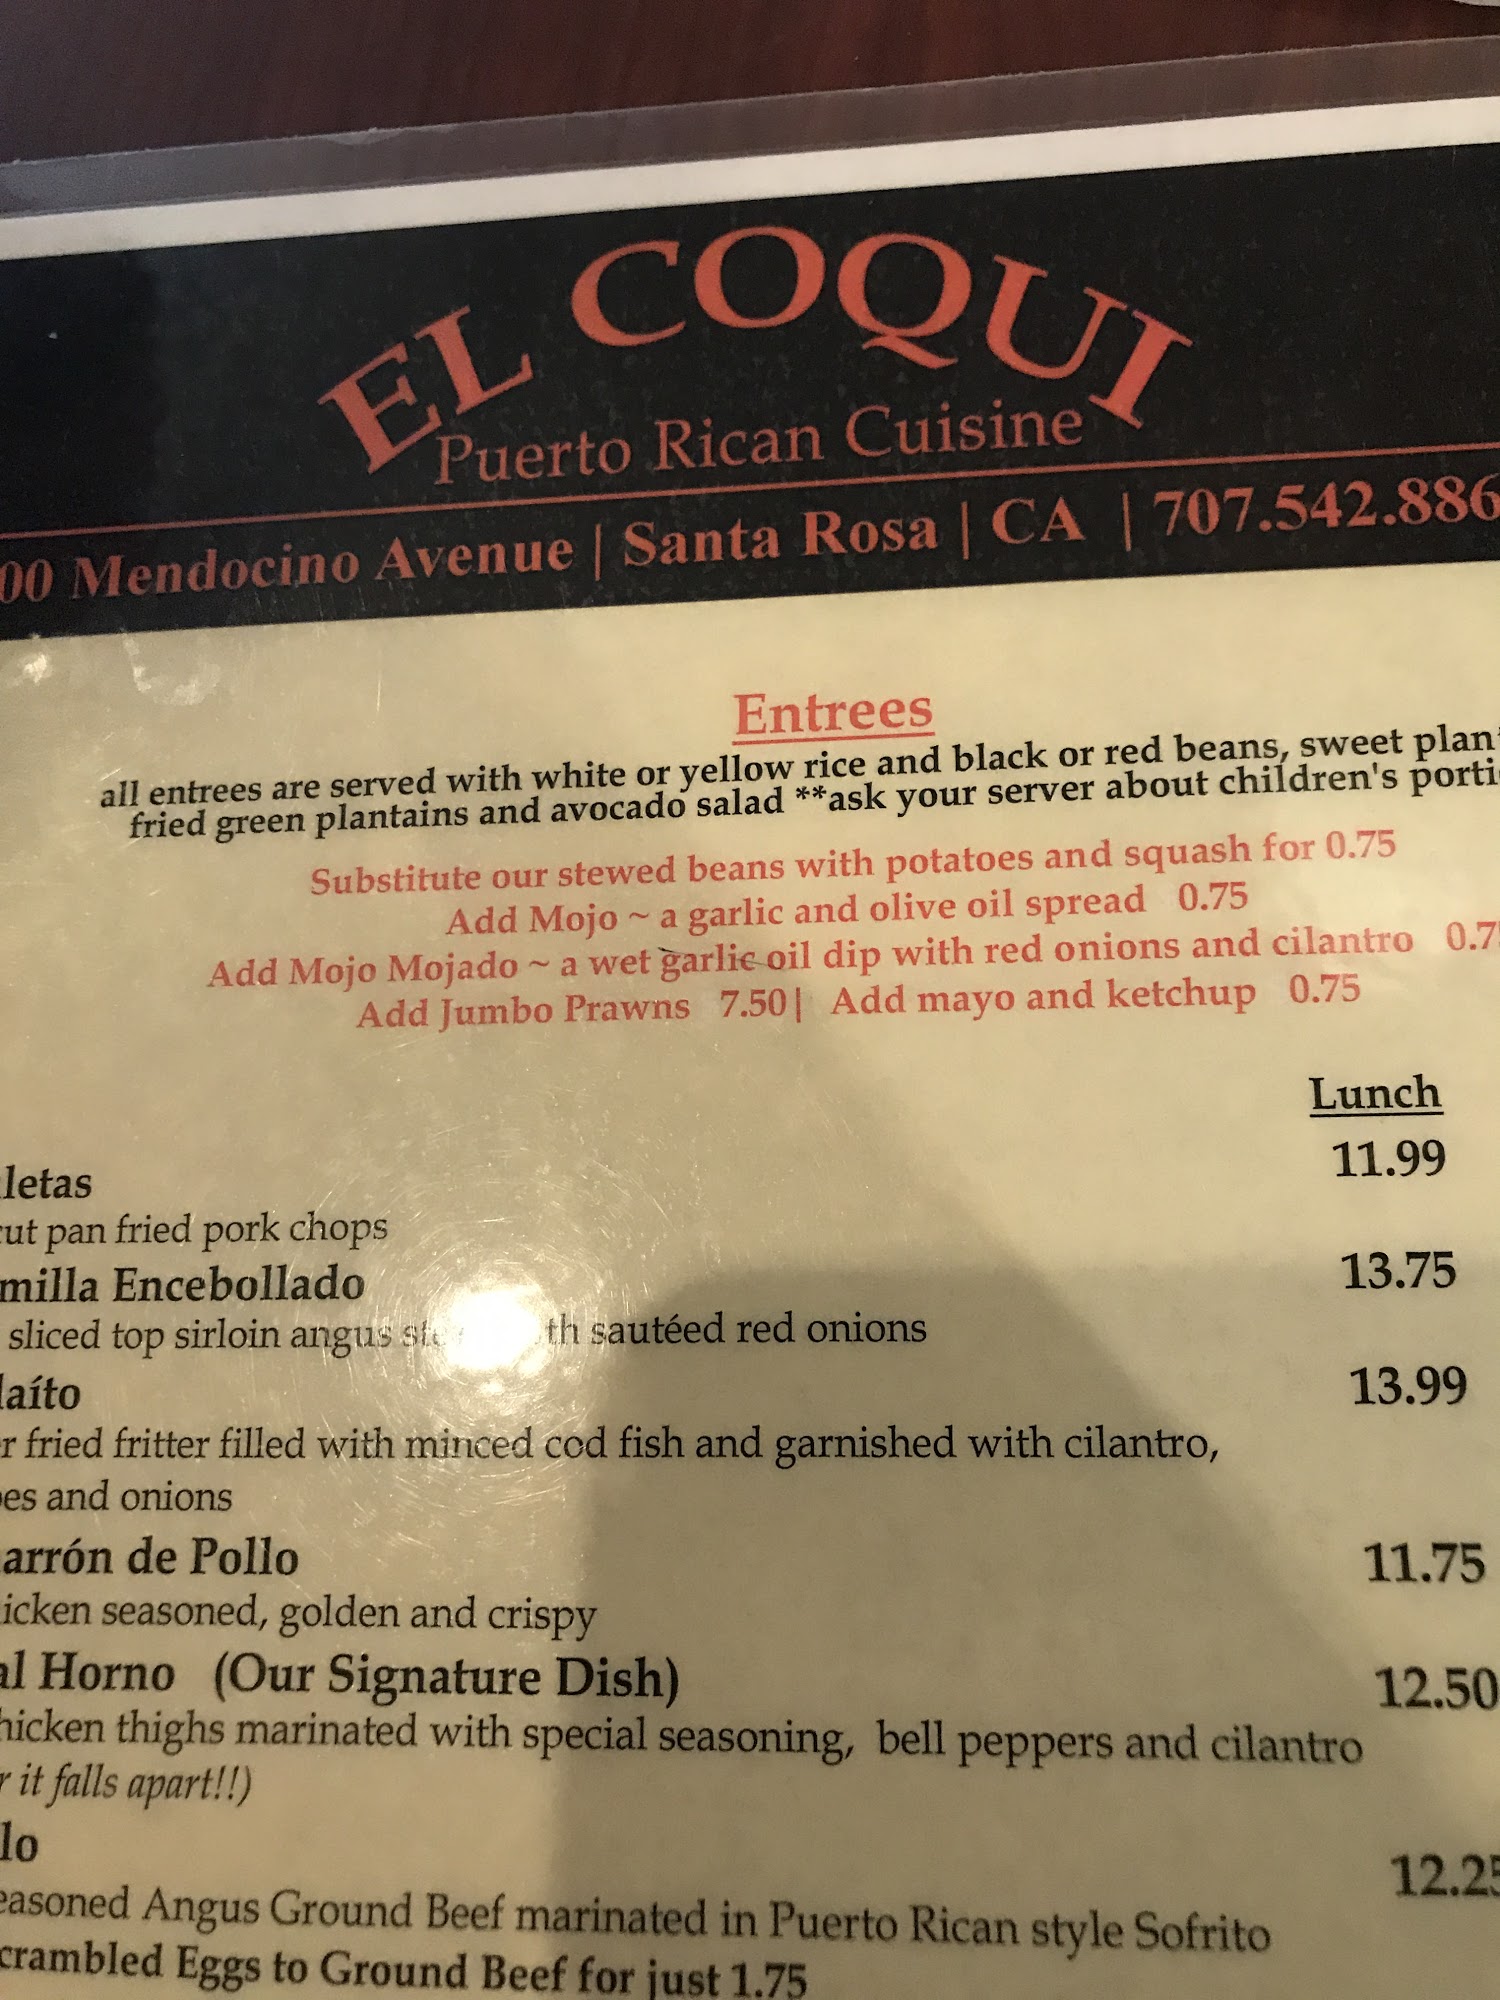 EL COQUI
Puerto Rican Cuisine
00 Mendocino Avenue | Santa Rosa | CA | 707.542.886
Entrees
all entrees are served with white or yellow rice and black or red beans, sweet plan
fried green plantains and avocado salad **ask your server about children's porti
Substitute our stewed beans with potatoes and squash for 0.75
Add Mojo ~ a garlic and olive oil spread 0.75
Add Mojo Mojado ~ a wet garlic oil dip with red onions and cilantro 0.7
Add Jumbo Prawns 7.50| Add mayo and ketchup 0.75
Lunch
letas 11.99
cut pan fried pork chops
milla Encebollado 13.75
sliced top sirloin angus th sautéed red onions
laíto 13.99
r fried fritter filled with minced cod fish and garnished with cilantro,
es and onions
arrón de Pollo 11.75
icken seasoned, golden and crispy
al Horno (Our Signature Dish) 12.50
hicken thighs marinated with special seasoning, bell peppers and cilantro
r it falls apart!!)
lo 12.25
easoned Angus Ground Beef marinated in Puerto Rican style Sofrito
crambled Eggs to Ground Beef for just 1.75